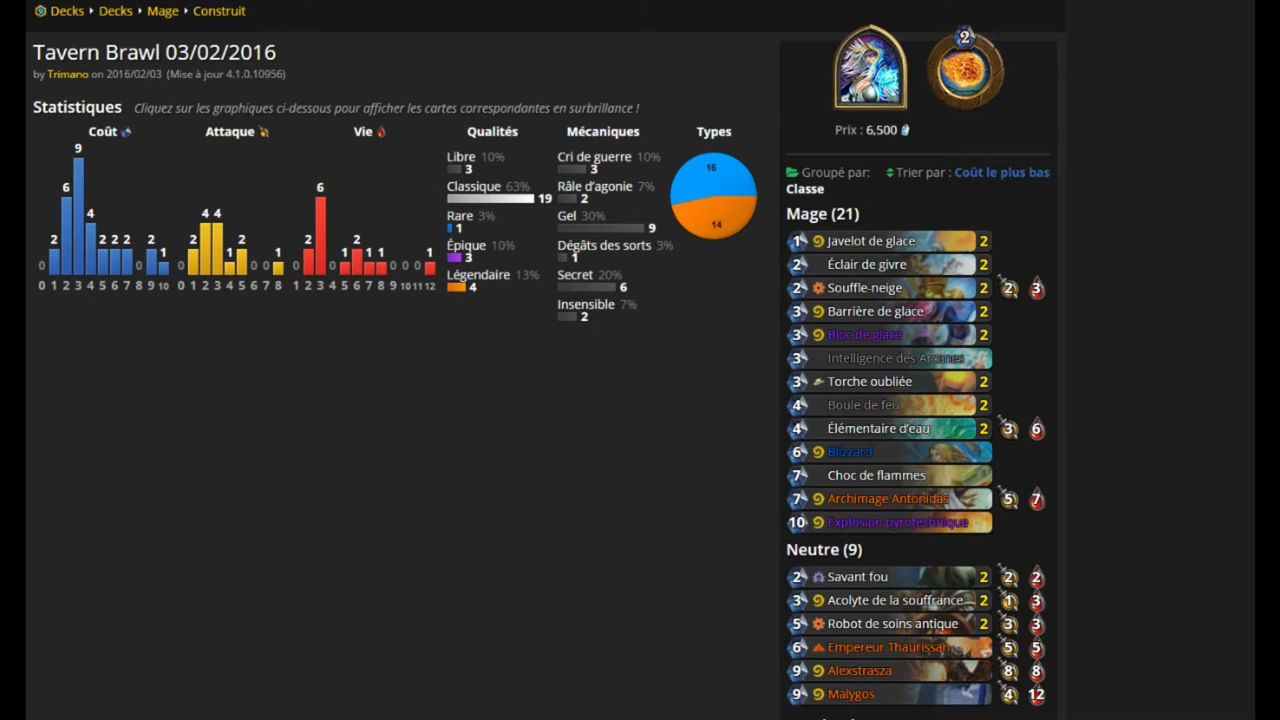 Decks ‣ Decks ‣ Mage ‣ Construit
Tavern Brawl 03/02/2016
by Trimano on 2016/02/03 (Mise à jour 4.1.0.10956)
Statistiques Cliquez sur les graphiques ci-dessous pour afficher les cartes correspondantes en surbrillance !
Coût
0 2 6 9 4 2 2 2 0 2 1
0 1 2 3 4 5 6 7 8 9 10
Attaque
0 2 4 4 1 2 0 0 1
0 1 2 3 4 5 6 7 8
Vie
0 2 6 0 1 2 1 1 0 0 0 1
1 2 3 4 5 6 7 8 9 10 11 12
Qualités
Libre 10%
3
Classique 63%
19
Rare 3%
1
Épique 10%
3
Légendaire 13%
4
Mécaniques
Cri de guerre 10%
3
Râle d'agonie 7%
2
Gel 30%
9
Dégâts des sorts 3%
1
Secret 20%
6
Insensible 7%
2
Types
16
14
2
Prix : 6,500
Groupé par: Trier par : Coût le plus bas
Classe
Mage (21)
1 Javelot de glace 2
2 Éclair de givre 2
2 Souffle-neige 2 2 3
3 Barrière de glace 2
3 Bloc de glace 2
3 Intelligence des Arcanes
3 Torche oubliée 2
4 Boule de feu 2
4 Élémentaire d'eau 2 3 6
6 Blizzard
7 Choc de flammes
7 Archimage Antonidas 5 7
10 Explosion pyrotechnique
Neutre (9)
2 Savant fou 2 2 2
3 Acolyte de la souffrance 2 1 3
5 Robot de soins antique 2 3 3
6 Empereur Thaurissan 5 5
9 Alexstrasza 8 8
9 Malygos 4 12